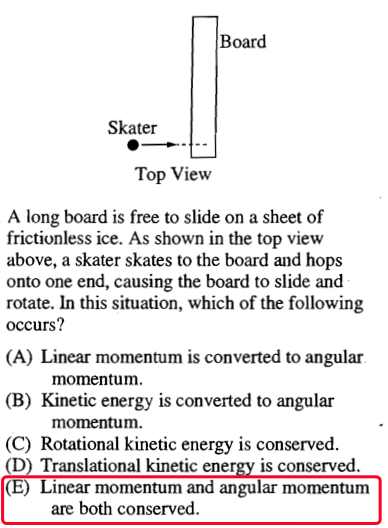 Board
Skater
Top View
A long board is free to slide on a sheet of
frictionless ice. As shown in the top view
above, a skater skates to the board and hops
onto one end, causing the board to slide and
rotate. In this situation, which of the following
occurs?
(A) Linear momentum is converted to angular
momentum.
(B) Kinetic energy is converted to angular
momentum.
(C) Rotational kinetic energy is conserved.
(D) Translational kinetic energy is conserved.
(E) Linear momentum and angular momentum
are both conserved.